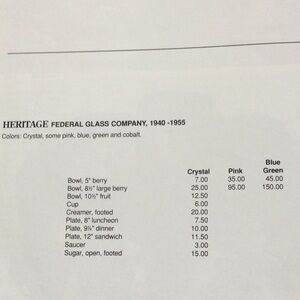 HERITAGE FEDERAL GLASS COMPANY, 1940 -1955
Colors: Crystal, some pink, blue, green and cobalt.
Blue
Crystal Pink Green
Bowl, 5" berry 7.00 35.00 45.00
Bowl, 8½" large berry 25.00 95.00 150.00
Bowl, 10½" fruit 12.50
Cup 6.00
Creamer, footed 20.00
Plate, 8" luncheon 7.50
Plate, 9¼" dinner 10.00
Plate, 12" sandwich 11.50
Saucer 3.00
Sugar, open, footed 15.00